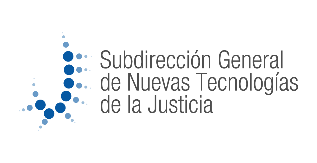 Subdirección General
de Nuevas Tecnologías
de la Justicia